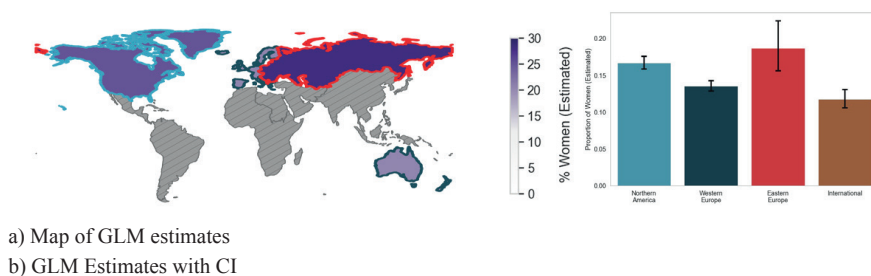 30
25
20
15
10
5
0
% Women (Estimated)
Proportion of Women (Estimated)
0.20
0.15
0.10
0.05
0.00
Northern
America
Western
Europe
Eastern
Europe
International
a) Map of GLM estimates
b) GLM Estimates with CI